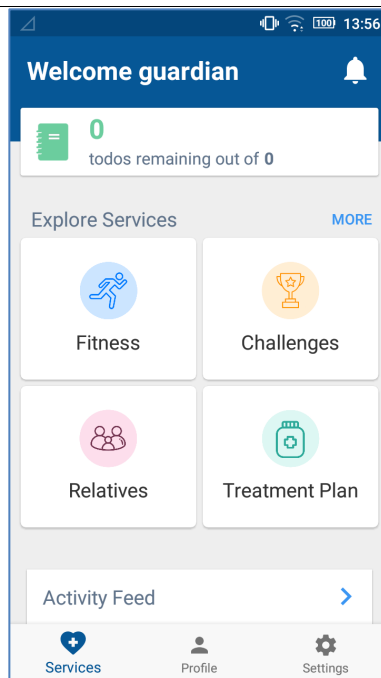 100 13:56
Welcome guardian
0
todos remaining out of 0
Explore Services MORE
Fitness Challenges
Relatives Treatment Plan
Activity Feed
Services Profile Settings